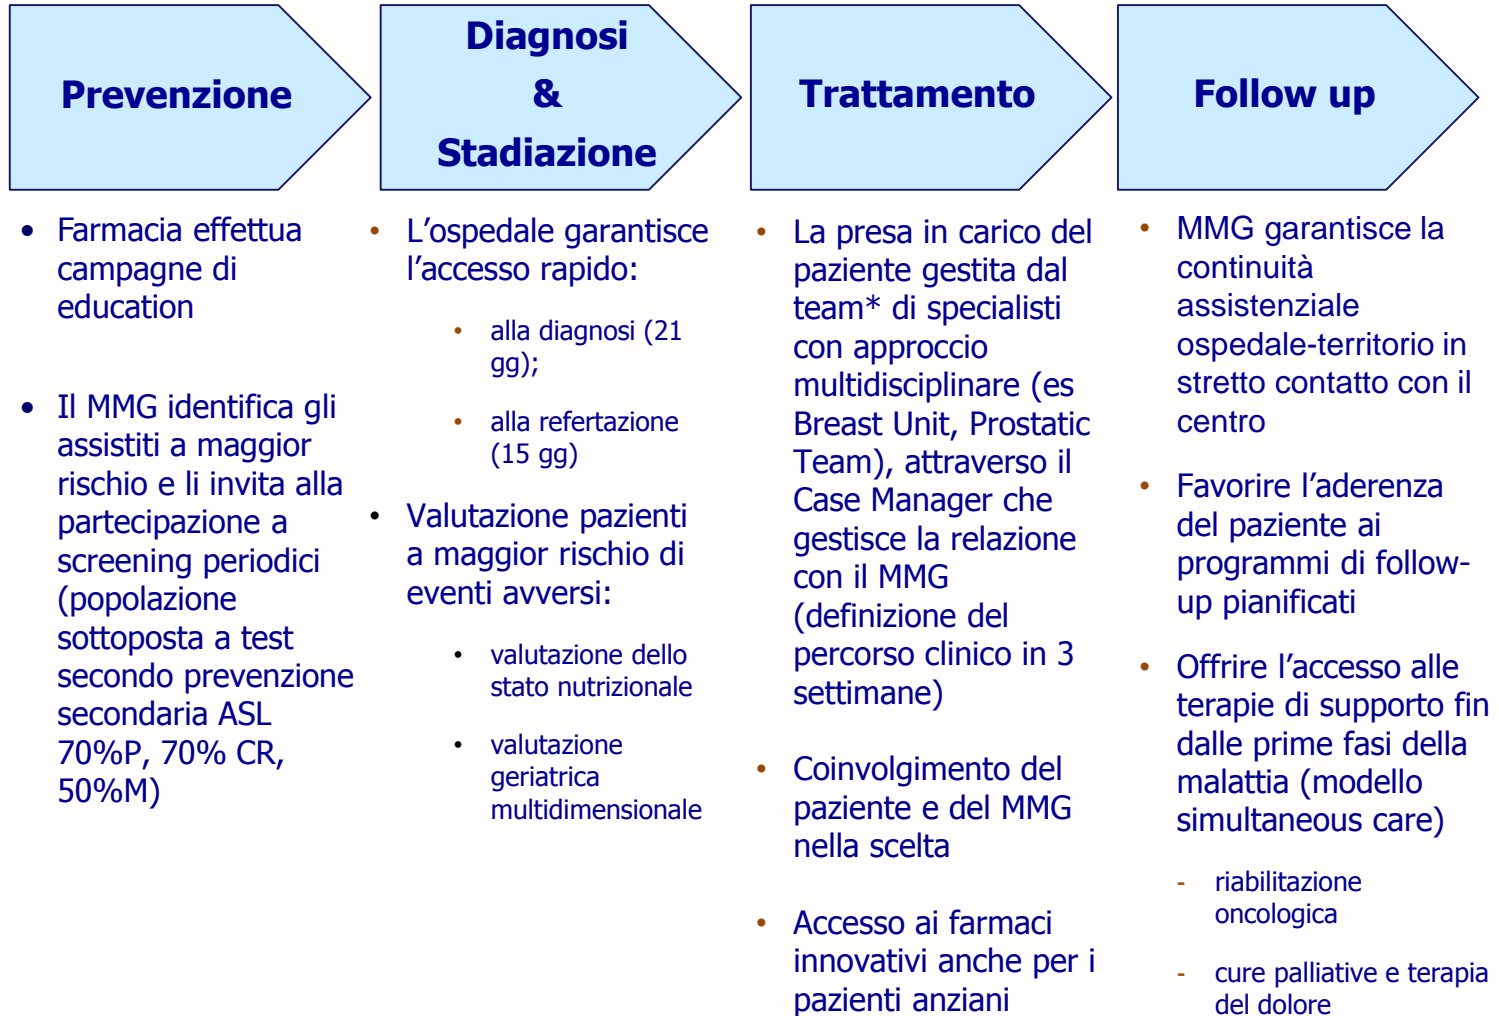 Prevenzione
Diagnosi
&
Stadiazione
Trattamento
Follow up
• Farmacia effettua
campagne di
education
• Il MMG identifica gli
assistiti a maggior
rischio e li invita alla
partecipazione a
screening periodici
(popolazione
sottoposta a test
secondo prevenzione
secondaria ASL
70%P, 70% CR,
50%M)
• L’ospedale garantisce
l’accesso rapido:
• alla diagnosi (21
gg);
• alla refertazione
(15 gg)
• Valutazione pazienti
a maggior rischio di
eventi avversi:
• valutazione dello
stato nutrizionale
• valutazione
geriatrica
multidimensionale
• La presa in carico del
paziente gestita dal
team* di specialisti
con approccio
multidisciplinare (es
Breast Unit, Prostatic
Team), attraverso il
Case Manager che
gestisce la relazione
con il MMG
(definizione del
percorso clinico in 3
settimane)
• Coinvolgimento del
paziente e del MMG
nella scelta
• Accesso ai farmaci
innovativi anche per i
pazienti anziani
• MMG garantisce la
continuità
assistenziale
ospedale-territorio in
stretto contatto con il
centro
• Favorire l’aderenza
del paziente ai
programmi di follow-
up pianificati
• Offrire l’accesso alle
terapie di supporto fin
dalle prime fasi della
malattia (modello
simultaneous care)
- riabilitazione
oncologica
- cure palliative e terapia
del dolore